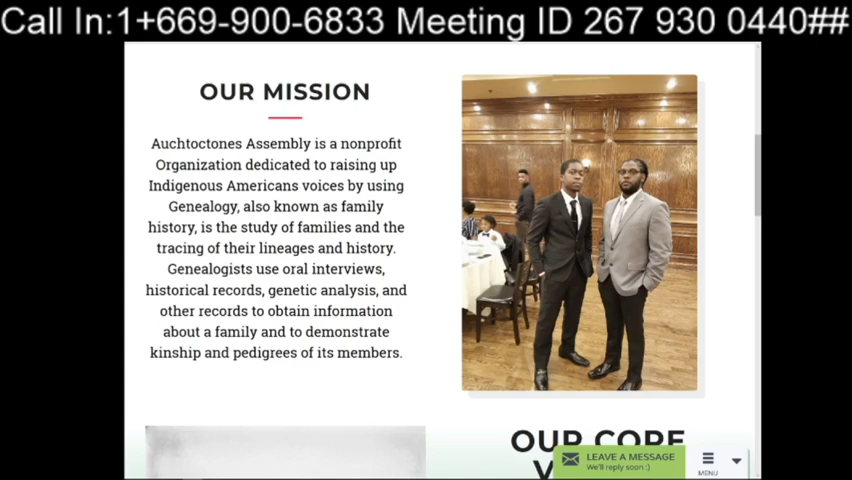 Call In:1+669-900-6833 Meeting ID 267 930 0440##
OUR MISSION
Auchtoctones Assembly is a nonprofit
Organization dedicated to raising up
Indigenous Americans voices by using
Genealogy, also known as family
history, is the study of families and the
tracing of their lineages and history.
Genealogists use oral interviews,
historical records, genetic analysis, and
other records to obtain information
about a family and to demonstrate
kinship and pedigrees of its members.
OUR CORE
LEAVE A MESSAGE
We'll reply soon :)
MENU